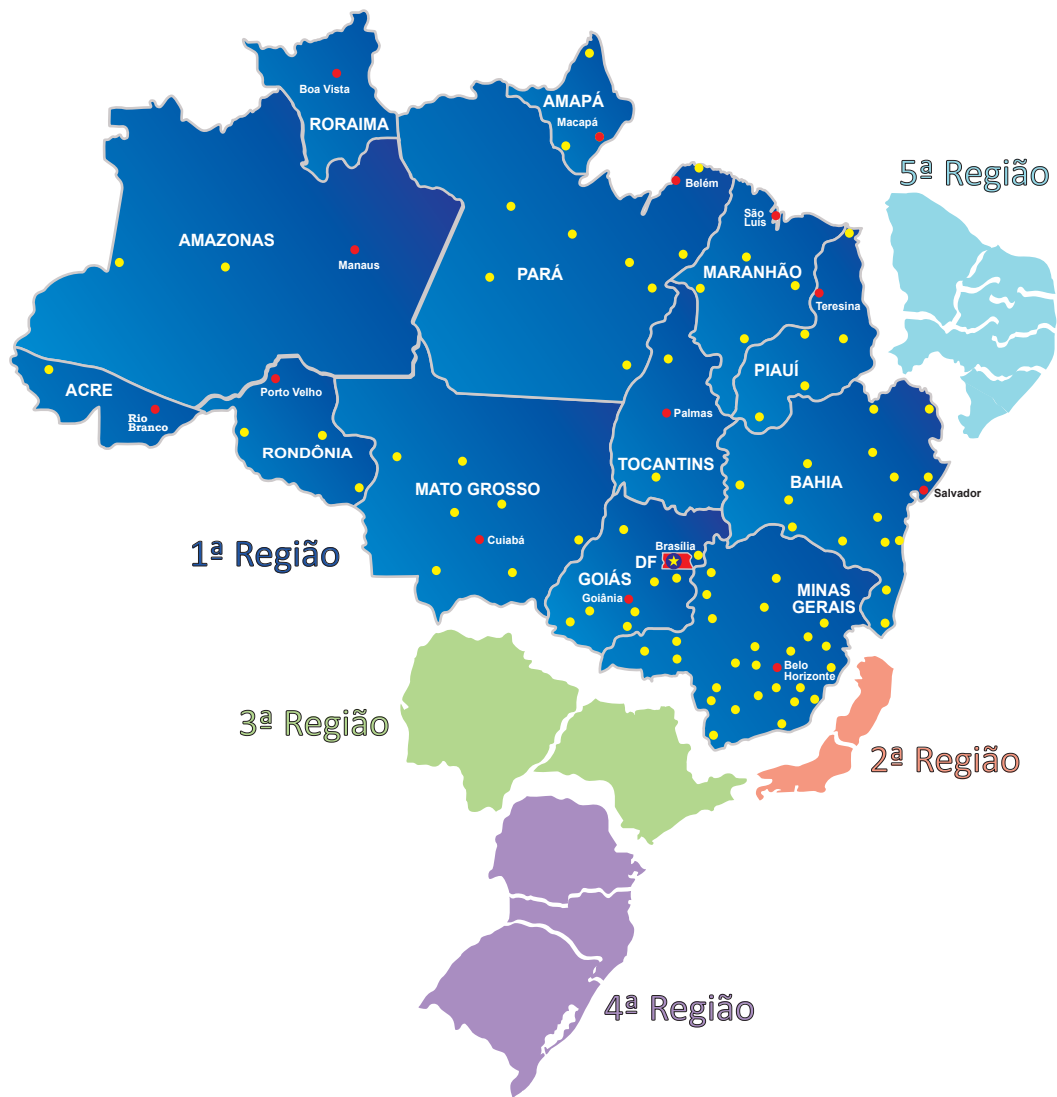 Boa Vista
RORAIMA
AMAPÁ
Macapá
Belém
5ª Região
São
Luís
AMAZONAS
Manaus
PARÁ
MARANHÃO
Teresina
ACRE
Rio
Branco
Porto Velho
RONDÔNIA
PIAUÍ
Palmas
TOCANTINS
MATO GROSSO
BAHIA
Salvador
Cuiabá
1ª Região
Brasília
DF
GOIÁS
Goiânia
MINAS
GERAIS
Belo
Horizonte
3ª Região
2ª Região
4ª Região